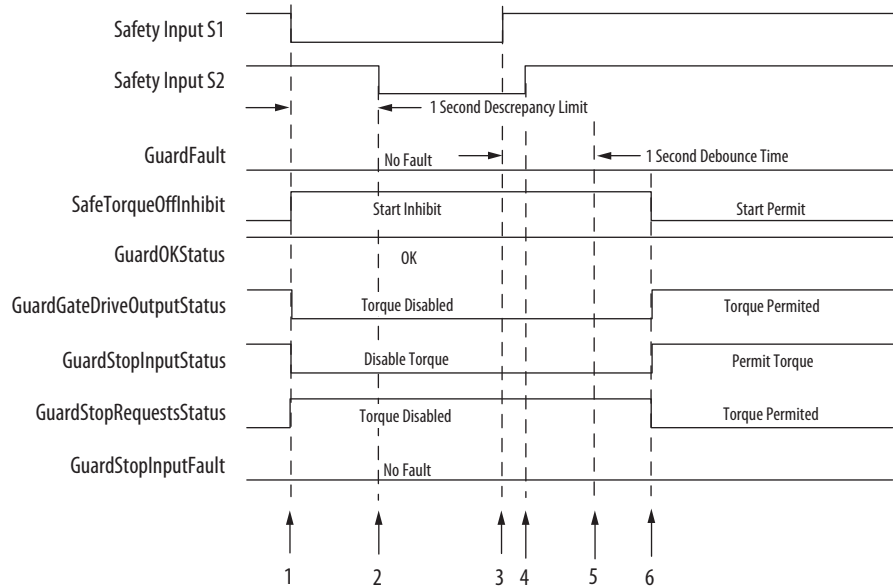 Safety Input S1
Safety Input S2
1 Second Descrepancy Limit
GuardFault
No Fault
1 Second Debounce Time
SafeTorqueOffInhibit
Start Inhibit
Start Permit
GuardOKStatus
OK
GuardGateDriveOutputStatus
Torque Disabled
Torque Permited
GuardStopInputStatus
Disable Torque
Permit Torque
GuardStopRequestsStatus
Torque Disabled
Torque Permited
GuardStopInputFault
No Fault
1 2 3 4 5 6